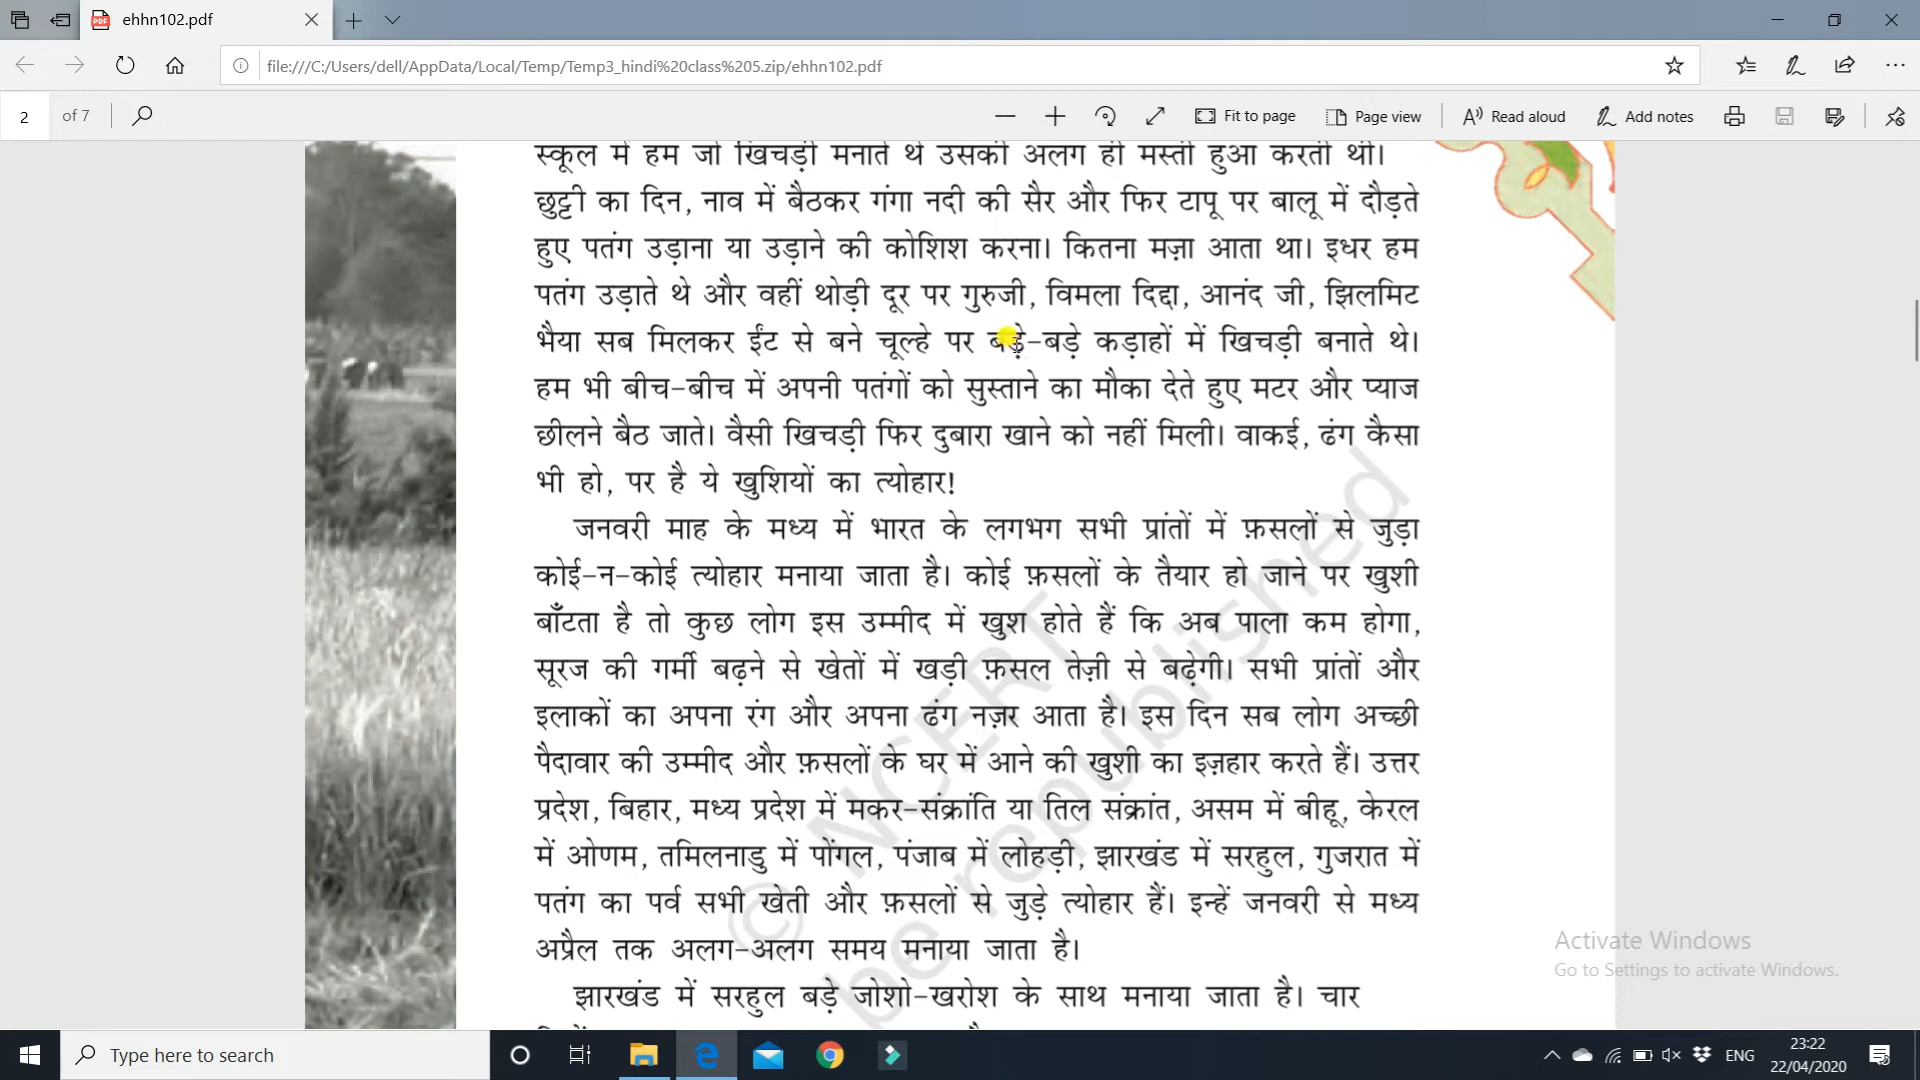 ehhn102.pdf
file:///C:/Users/dell/AppData/Local/Temp/Temp3_hindi%20class%205.zip/ehhn102.pdf
2 of 7 Fit to page Page view Read aloud Add notes
स्कूल में हम जो खिचड़ी मनाते थे उसकी अलग ही मस्ती हुआ करती थी।
छुट्टी का दिन, नाव में बैठकर गंगा नदी की सैर और फिर टापू पर बालू में दौड़ते
हुए पतंग उड़ाना या उड़ाने की कोशिश करना। कितना मज़ा आता था। इधर हम
पतंग उड़ाते थे और वहीं थोड़ी दूर पर गुरुजी, विमला दिद्दा, आनंद जी, झिलमिट
भैया सब मिलकर ईंट से बने चूल्हे पर बड़े-बड़े कड़ाहों में खिचड़ी बनाते थे।
हम भी बीच-बीच में अपनी पतंगों को सुस्ताने का मौका देते हुए मटर और प्याज
छीलने बैठ जाते। वैसी खिचड़ी फिर दुबारा खाने को नहीं मिली। वाकई, ढंग कैसा
भी हो, पर है ये खुशियों का त्योहार!
जनवरी माह के मध्य में भारत के लगभग सभी प्रांतों में फ़सलों से जुड़ा
कोई-न-कोई त्योहार मनाया जाता है। कोई फ़सलों के तैयार हो जाने पर खुशी
बाँटता है तो कुछ लोग इस उम्मीद में खुश होते हैं कि अब पाला कम होगा,
सूरज की गर्मी बढ़ने से खेतों में खड़ी फ़सल तेज़ी से बढ़ेगी। सभी प्रांतों और
इलाकों का अपना रंग और अपना ढंग नज़र आता है। इस दिन सब लोग अच्छी
पैदावार की उम्मीद और फ़सलों के घर में आने की खुशी का इज़हार करते हैं। उत्तर
प्रदेश, बिहार, मध्य प्रदेश में मकर-संक्रांति या तिल संक्रांत, असम में बीहू, केरल
में ओणम, तमिलनाडु में पोंगल, पंजाब में लोहड़ी, झारखंड में सरहुल, गुजरात में
पतंग का पर्व सभी खेती और फ़सलों से जुड़े त्योहार हैं। इन्हें जनवरी से मध्य
अप्रैल तक अलग-अलग समय मनाया जाता है।
झारखंड में सरहुल बड़े जोशो-खरोश के साथ मनाया जाता है। चार
© NCERT
be republished
Activate Windows
Go to Settings to activate Windows.
Type here to search
ENG
23:22
22/04/2020